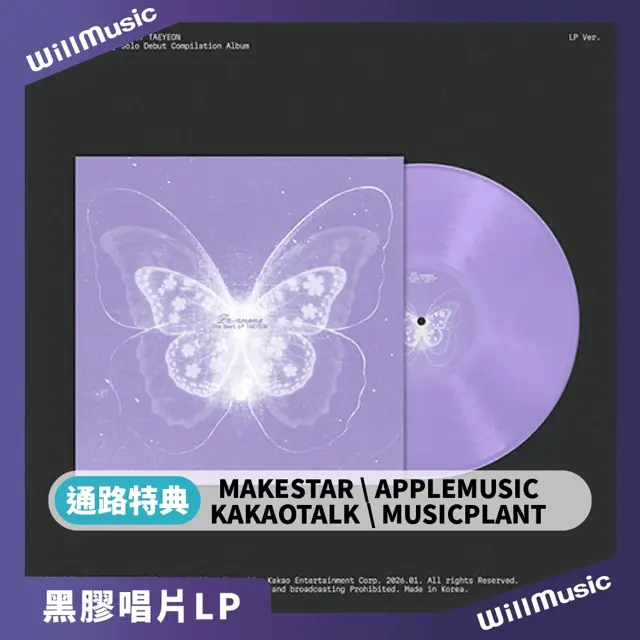 WillMusic
TAEYEON
Solo Debut Compilation Album
LP Ver.
The Best of TAEYEON
通路特典
MAKESTAR \ APPLEMUSIC
KAKAOTALK \ MUSICPLANT
Kakao Entertainment Corp. 2026.01. All rights Reserved.
and broadcasting Prohibited. Made in Korea.
黑膠唱片LP
WillMusic